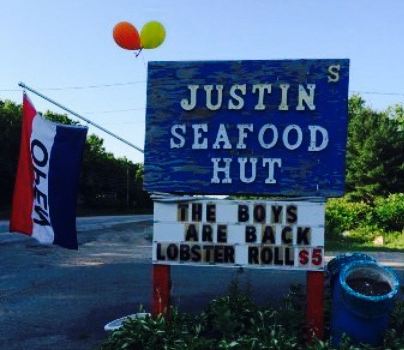 JUSTIN S
SEAFOOD
HUT
THE BOYS
ARE BACK
LOBSTER ROLL $5
OPEN